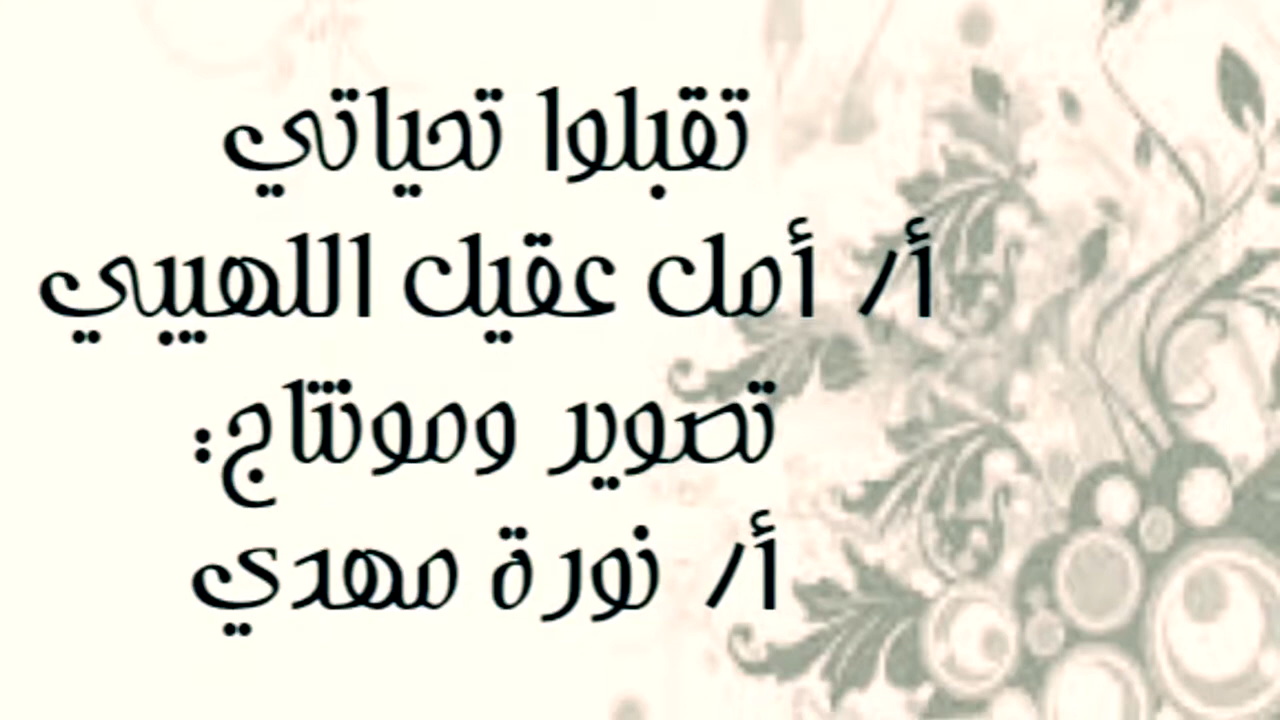 تقبلوا تحياتي
أ/ أمل عقيل اللهيبي
تصوير ومونتاج:
أ/ نورة مهدي